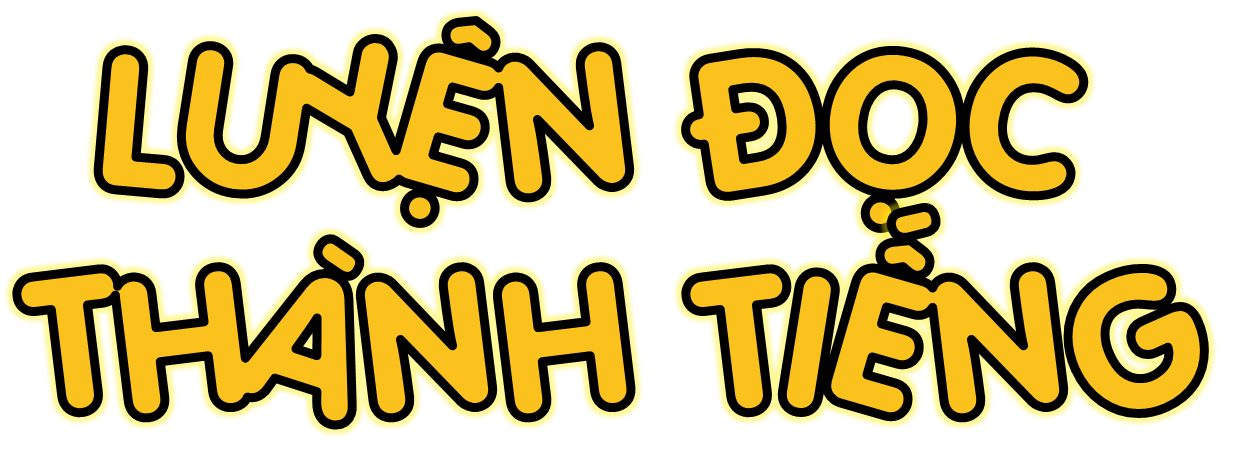 LUYỆN ĐỌC
THÀNH TIẾNG